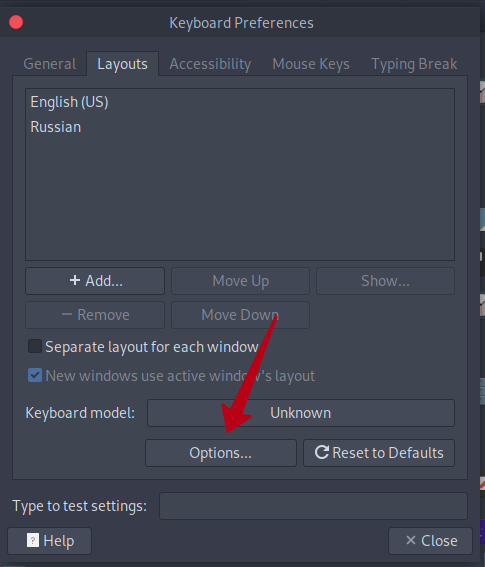 Keyboard Preferences
General Layouts Accessibility Mouse Keys Typing Break
English (US)
Russian
+ Add... Move Up Show...
− Remove Move Down
Separate layout for each window
New windows use active window's layout
Keyboard model: Unknown
Options... Reset to Defaults
Type to test settings:
? Help × Close